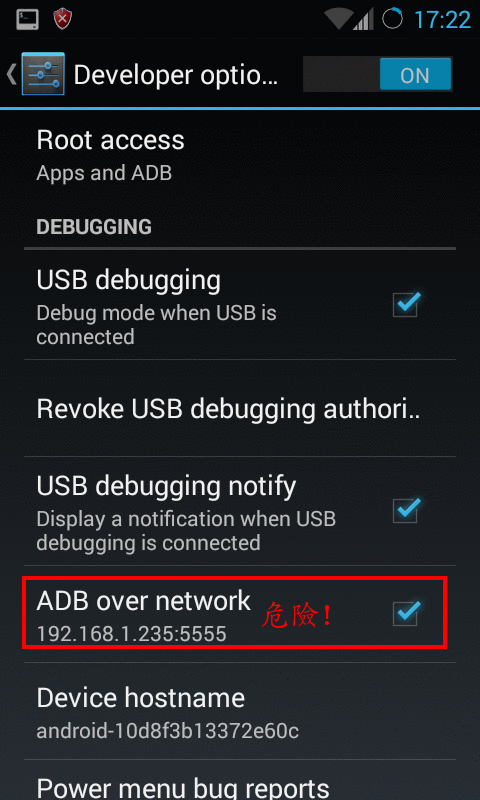 17:22
Developer optio...
ON
Root access
Apps and ADB
DEBUGGING
USB debugging
Debug mode when USB is
connected
Revoke USB debugging authori..
USB debugging notify
Display a notification when USB
debugging is connected
ADB over network
危險!
192.168.1.235:5555
Device hostname
android-10d8f3b13372e60c
Power menu bug reports